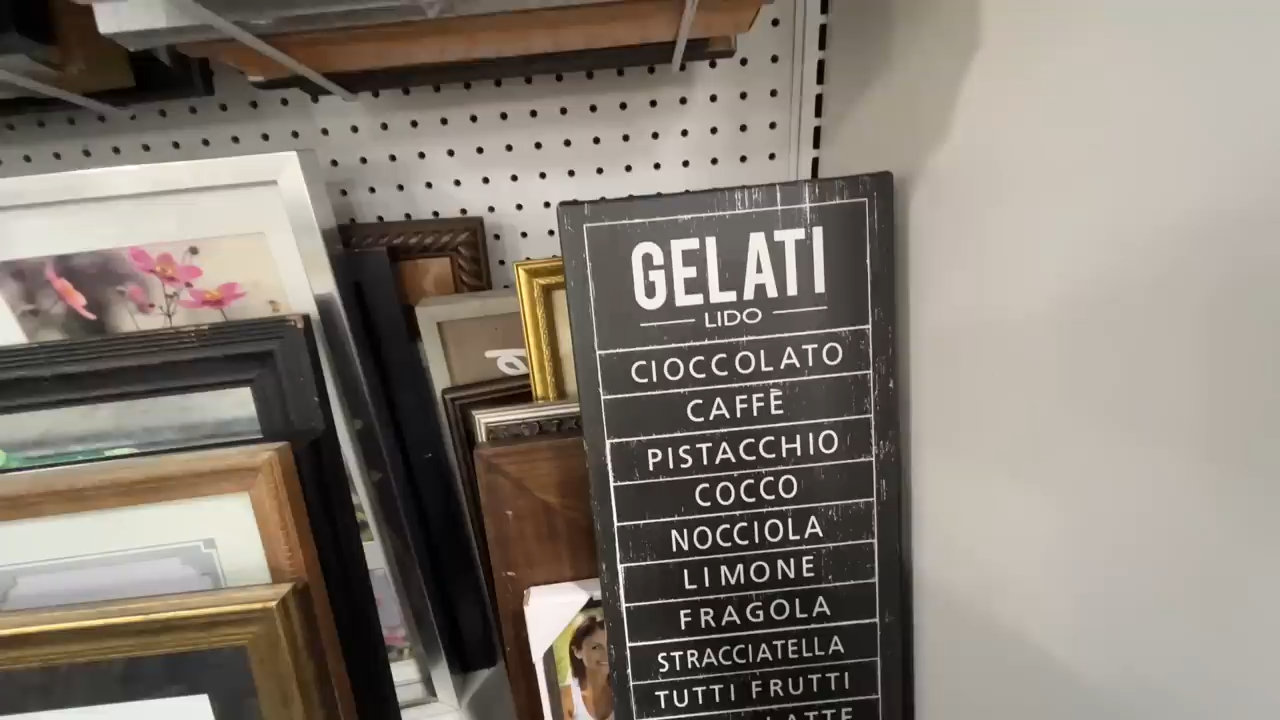 GELATI
LIDO
CIOCCOLATO
CAFFÈ
PISTACCHIO
COCCO
NOCCIOLA
LIMONE
FRAGOLA
STRACCIATELLA
TUTTI FRUTTI